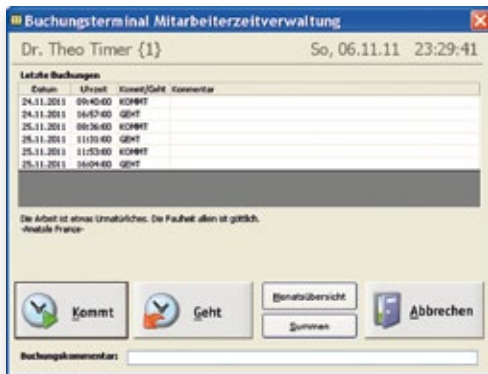 Buchungsterminal Mitarbeiterzeitverwaltung
Dr. Theo Timer {1} So, 06.11.11 23:29:41
Letzte Buchungen
Datum Uhrzeit Kommt/Geht Kommentar
24.11.2011 09:40:00 KOMMT
24.11.2011 16:57:00 GEHT
25.11.2011 08:36:00 KOMMT
25.11.2011 11:31:00 GEHT
25.11.2011 11:53:00 KOMMT
25.11.2011 16:04:00 GEHT
Die Arbeit ist etwas Unnatürliches. Die Faulheit allein ist göttlich.
-Anatole France-
Kommt Geht Monatsübersicht Abbrechen
Summen
Buchungskommentar: